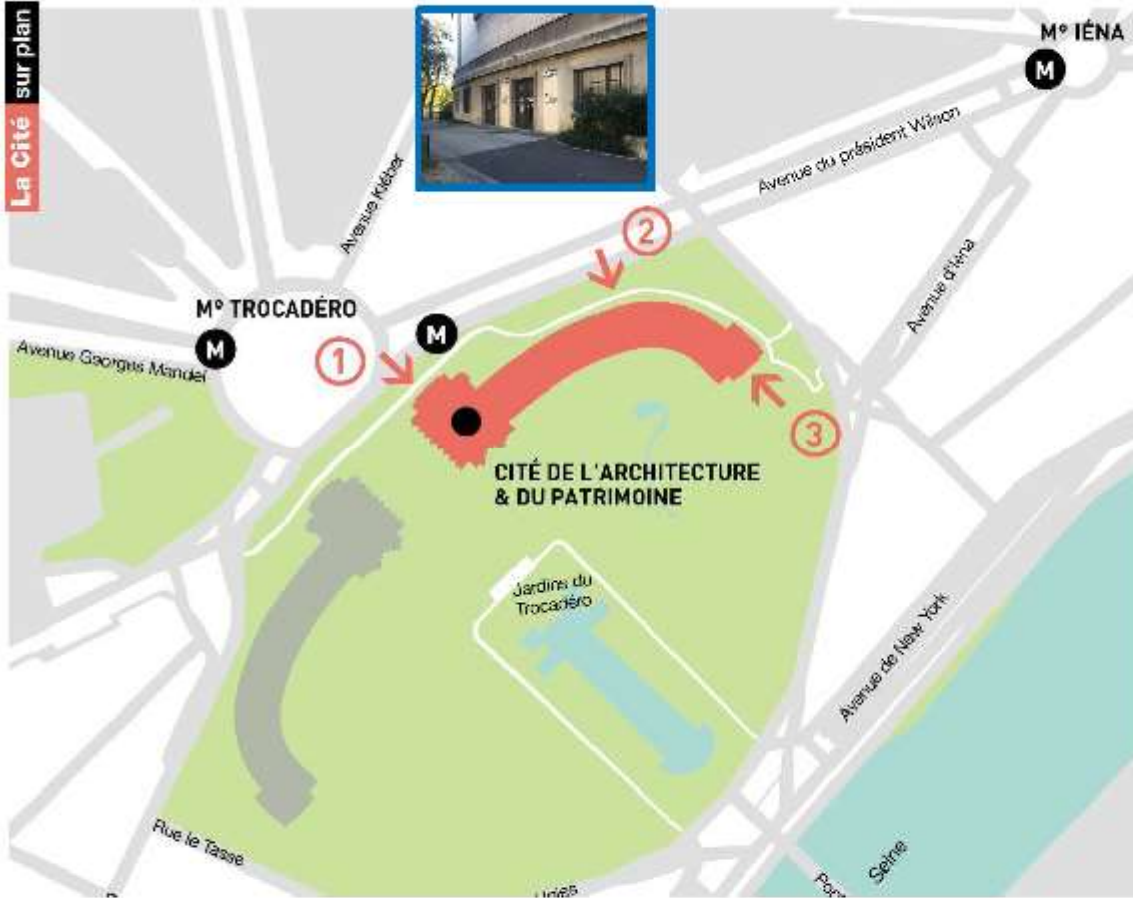 La Cité sur plan
Mº IÉNA
M
Avenue du président Wilson
Avenue Kléber
2
Avenue d'Iéna
Mº TROCADÉRO
M
M
1
Avenue Georges Mandel
3
CITÉ DE L'ARCHITECTURE
& DU PATRIMOINE
Jardins du
Trocadéro
Avenue de New York
Rue le Tasse
Seine